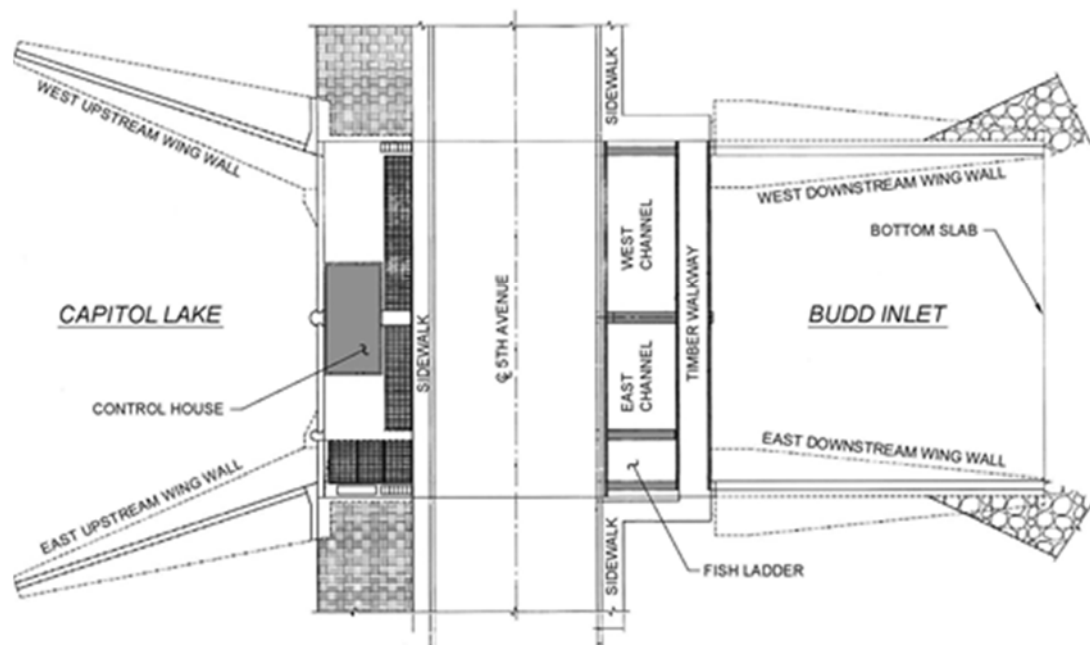 SIDEWALK
WEST UPSTREAM WING WALL
WEST DOWNSTREAM WING WALL
BOTTOM SLAB
WEST
CHANNEL
CAPITOL LAKE
SIDEWALK
℄ 5TH AVENUE
TIMBER WALKWAY
BUDD INLET
EAST
CHANNEL
CONTROL HOUSE
EAST UPSTREAM WING WALL
EAST DOWNSTREAM WING WALL
SIDEWALK
FISH LADDER